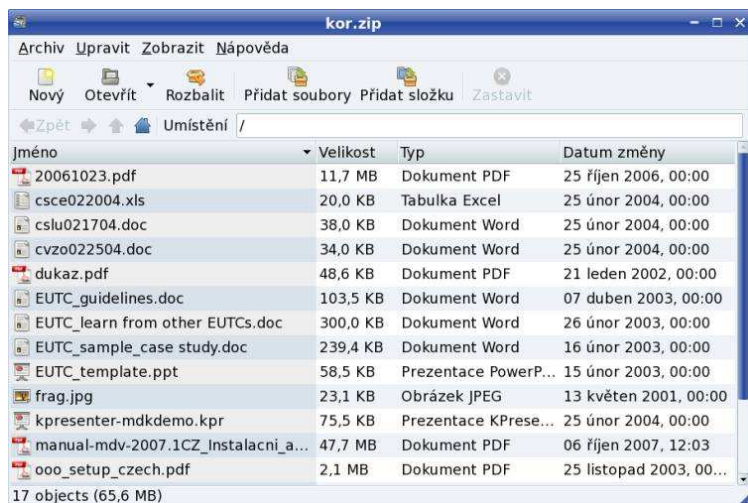 kor.zip
Archiv Upravit Zobrazit Nápověda
Nový Otevřít Rozbalit Přidat soubory Přidat složku Zastavit
Zpět Umístění /
Jméno Velikost Typ Datum změny
20061023.pdf 11,7 MB Dokument PDF 25 říjen 2006, 00:00
csce022004.xls 20,0 KB Tabulka Excel 25 únor 2004, 00:00
cslu021704.doc 38,0 KB Dokument Word 25 únor 2004, 00:00
cvzo022504.doc 34,0 KB Dokument Word 25 únor 2004, 00:00
dukaz.pdf 48,6 KB Dokument PDF 21 leden 2002, 00:00
EUTC_guidelines.doc 103,5 KB Dokument Word 07 duben 2003, 00:00
EUTC_learn from other EUTCs.doc 300,0 KB Dokument Word 26 únor 2003, 00:00
EUTC_sample_case study.doc 239,4 KB Dokument Word 16 únor 2003, 00:00
EUTC_template.ppt 58,5 KB Prezentace PowerP... 15 únor 2003, 00:00
frag.jpg 23,1 KB Obrázek JPEG 13 květen 2001, 00:00
kpresenter-mdkdemo.kpr 75,5 KB Prezentace KPrese... 25 únor 2004, 00:00
manual-mdv-2007.1CZ_Instalacni_a... 47,7 MB Dokument PDF 06 říjen 2007, 12:03
ooo_setup_czech.pdf 2,1 MB Dokument PDF 25 listopad 2003, 00...
17 objects (65,6 MB)